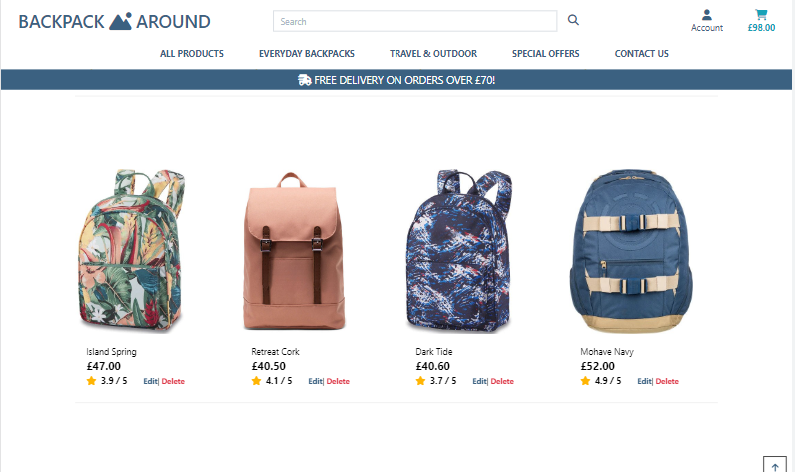 BACKPACK AROUND
Search
Account
£98.00
ALL PRODUCTS EVERYDAY BACKPACKS TRAVEL & OUTDOOR SPECIAL OFFERS CONTACT US
FREE DELIVERY ON ORDERS OVER £70!
Island Spring
£47.00
3.9 / 5 Edit| Delete
Retreat Cork
£40.50
4.1 / 5 Edit| Delete
Dark Tide
£40.60
3.7 / 5 Edit| Delete
Mohave Navy
£52.00
4.9 / 5 Edit| Delete